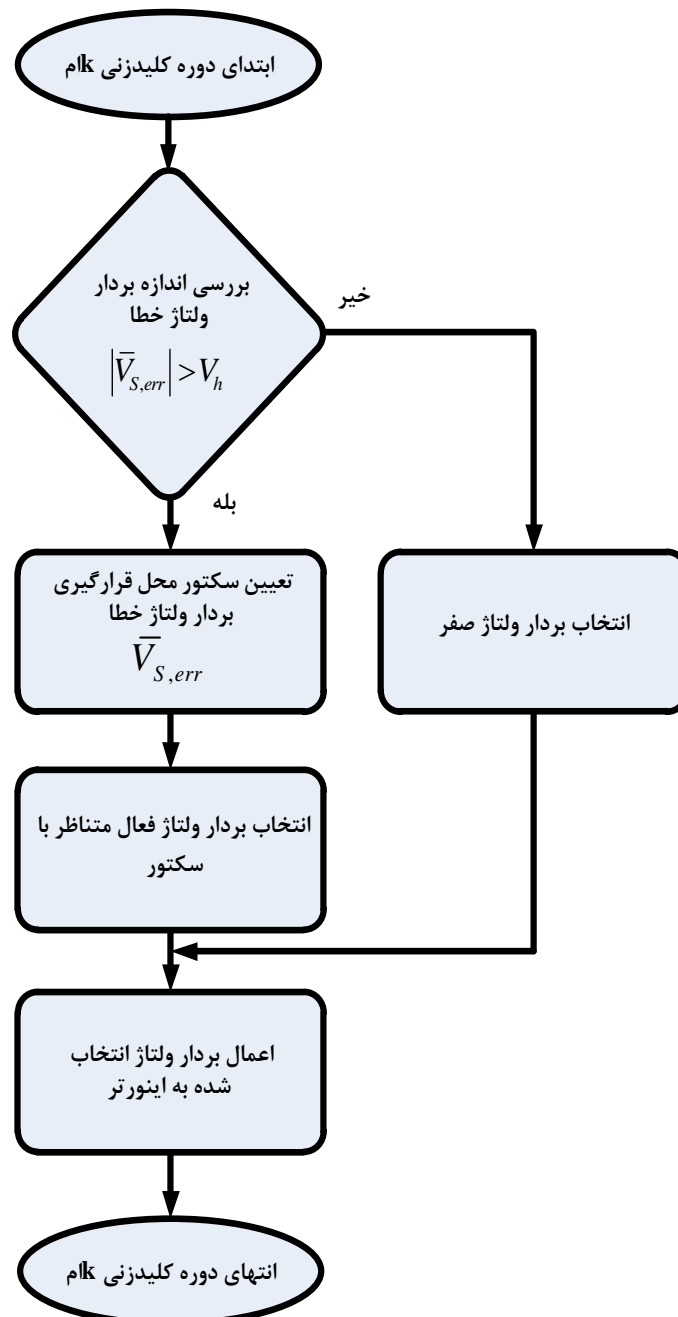 ابتدای دوره کلیدزنی kام
بررسی اندازه بردار
ولتاژ خطا
|V̄_{S,err}| > V_h
خیر
بله
تعیین سکتور محل قرارگیری
بردار ولتاژ خطا
V̄_{S,err}
انتخاب بردار ولتاژ صفر
انتخاب بردار ولتاژ فعال متناظر با
سکتور
اعمال بردار ولتاژ انتخاب
شده به اینورتر
انتهای دوره کلیدزنی kام